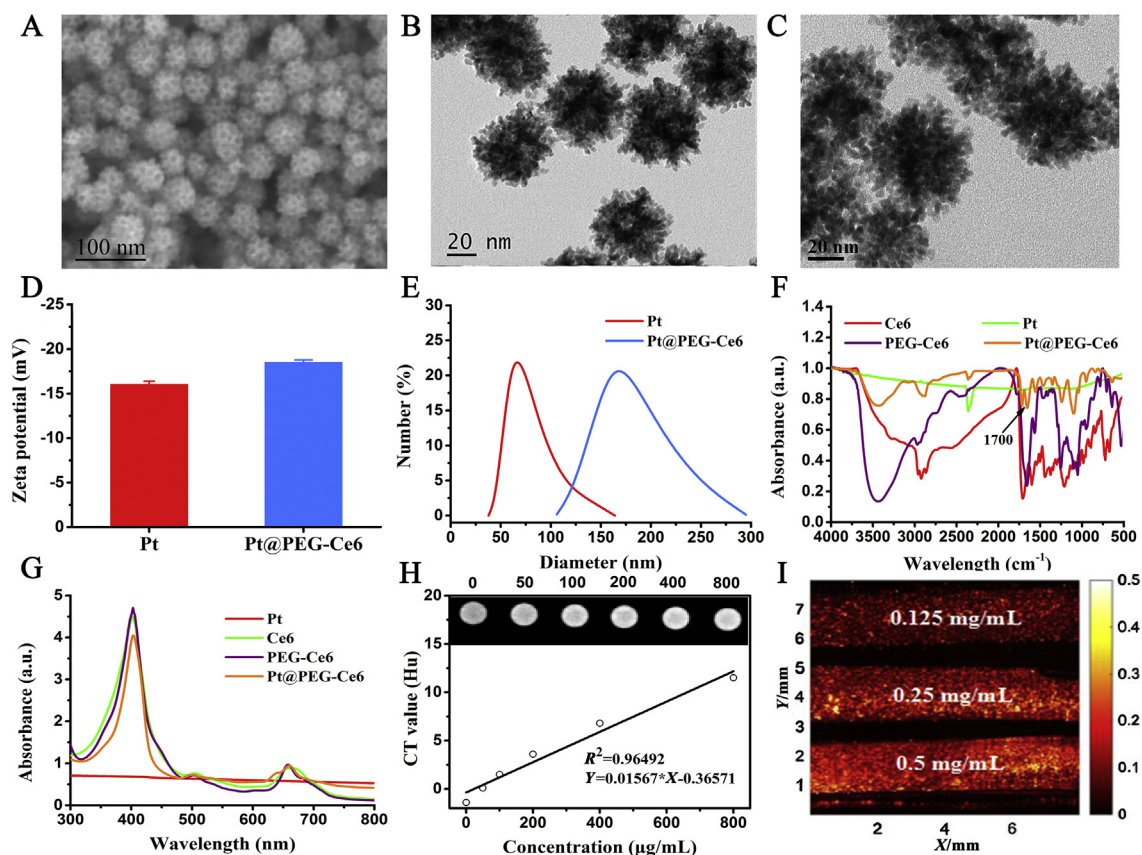 A
100 nm
B
20 nm
C
20 nm
D
Zeta potential (mV)
-25
-20
-15
-10
-5
-0
Pt
Pt@PEG-Ce6
E
Number (%)
30
25
20
15
10
5
0
Pt
Pt@PEG-Ce6
0 50 100 150 200 250 300
Diameter (nm)
F
Absorbance (a.u.)
1.4
1.2
1.0
0.8
0.6
0.4
0.2
0.0
Ce6 Pt
PEG-Ce6 Pt@PEG-Ce6
1700
4000 3500 3000 2500 2000 1500 1000 500
Wavelength (cm⁻¹)
G
Absorbance (a.u.)
5
4
3
2
1
0
Pt
Ce6
PEG-Ce6
Pt@PEG-Ce6
300 400 500 600 700 800
Wavelength (nm)
H
0 50 100 200 400 800
CT value (Hu)
20
15
10
5
0
R²=0.96492
Y=0.01567*X-0.36571
0 200 400 600 800
Concentration (µg/mL)
I
Y/mm
7
6
5
4
3
2
1
0.125 mg/mL
0.25 mg/mL
0.5 mg/mL
2 4 6
X/mm
0.5
0.4
0.3
0.2
0.1
0